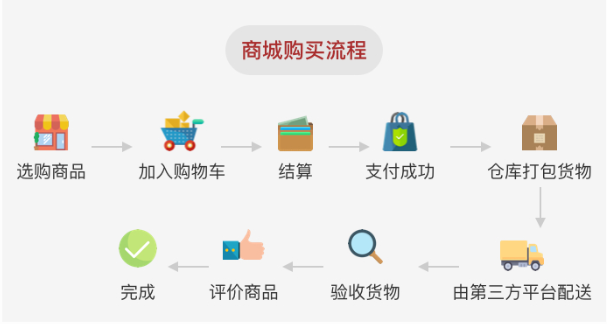 商城购买流程
选购商品
加入购物车
结算
支付成功
仓库打包货物
完成
评价商品
验收货物
由第三方平台配送